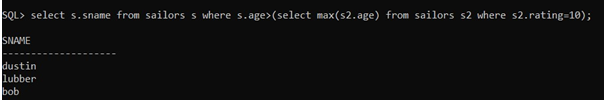 SQL> select s.sname from sailors s where s.age>(select max(s2.age) from sailors s2 where s2.rating=10);
SNAME
--------------------
dustin
lubber
bob